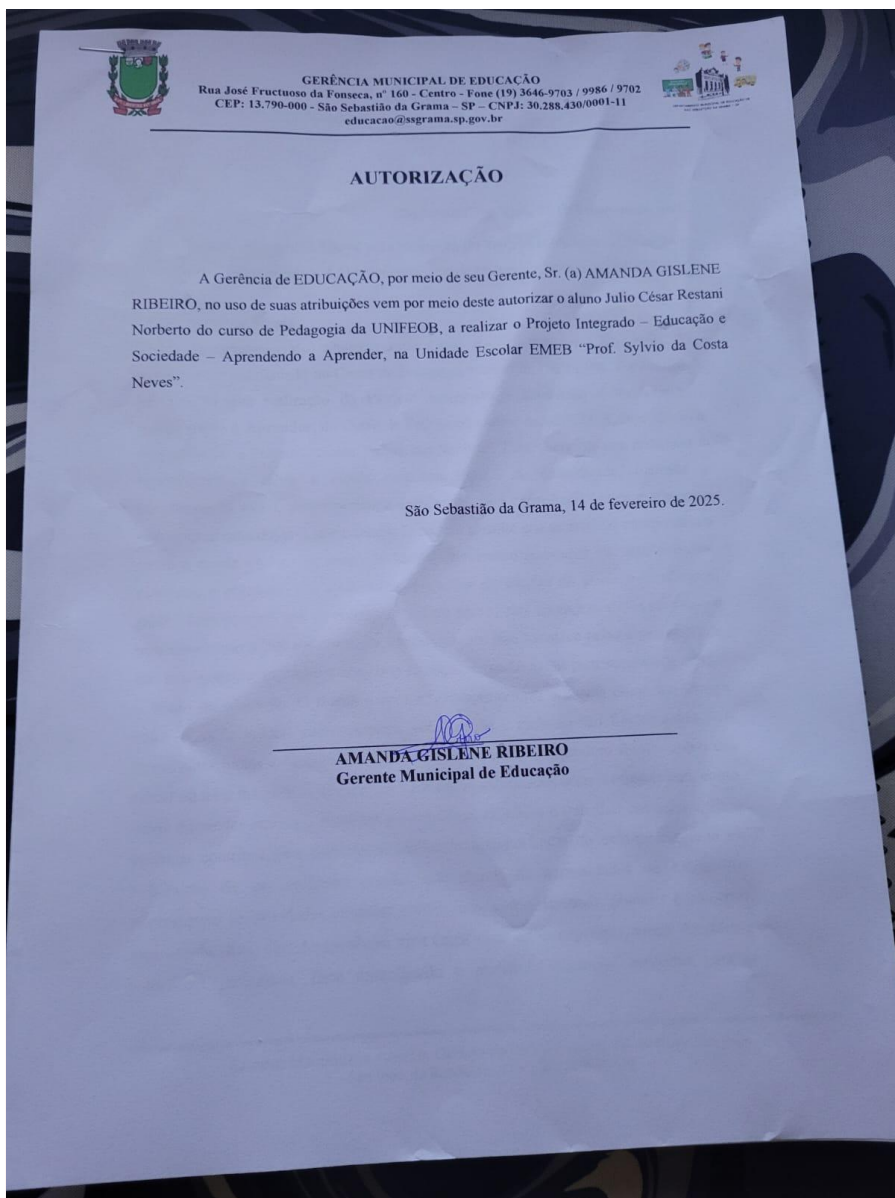 GERÊNCIA MUNICIPAL DE EDUCAÇÃO
Rua José Fructuoso da Fonseca, nº 160 - Centro - Fone (19) 3646-9703 / 9986 / 9702
CEP: 13.790-000 - São Sebastião da Grama – SP – CNPJ: 30.288.430/0001-11
educacao@ssgrama.sp.gov.br
AUTORIZAÇÃO
A Gerência de EDUCAÇÃO, por meio de seu Gerente, Sr. (a) AMANDA GISLENE
RIBEIRO, no uso de suas atribuições vem por meio deste autorizar o aluno Julio César Restani
Norberto do curso de Pedagogia da UNIFEOB, a realizar o Projeto Integrado – Educação e
Sociedade – Aprendendo a Aprender, na Unidade Escolar EMEB “Prof. Sylvio da Costa
Neves”.
São Sebastião da Grama, 14 de fevereiro de 2025.
AMANDA GISLENE RIBEIRO
Gerente Municipal de Educação